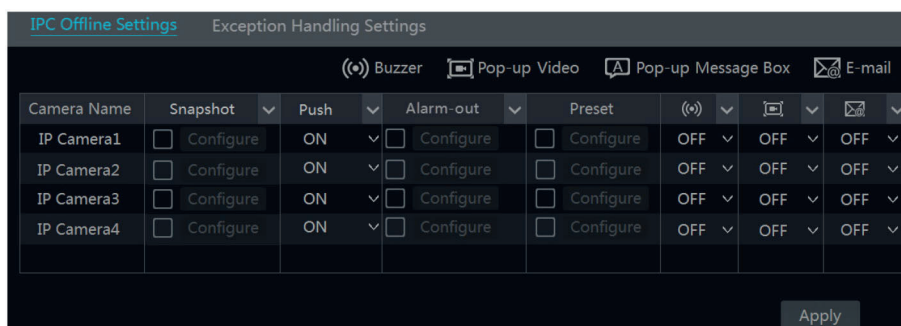 IPC Offline Settings Exception Handling Settings
Buzzer Pop-up Video A Pop-up Message Box E-mail
Camera Name Snapshot Push Alarm-out Preset
IP Camera1 Configure ON Configure Configure OFF OFF OFF
IP Camera2 Configure ON Configure Configure OFF OFF OFF
IP Camera3 Configure ON Configure Configure OFF OFF OFF
IP Camera4 Configure ON Configure Configure OFF OFF OFF
Apply